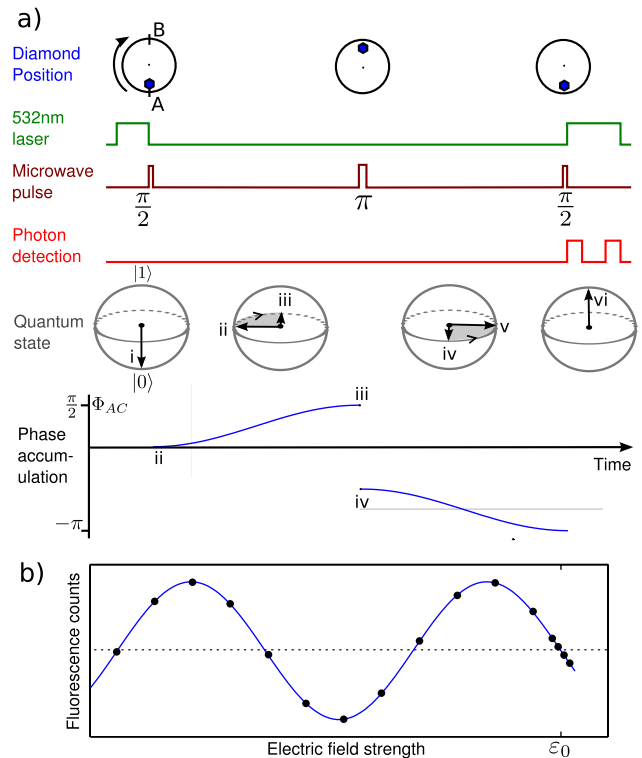 a)
Diamond
Position
B
A
532nm
laser
Microwave
pulse
π/2
π
π/2
Photon
detection
|1⟩
Quantum
state
i
ii
iii
iv
v
vi
|0⟩
π/2
Φ_AC
iii
Phase
accum-
ulation
ii
Time
iv
−π
b)
Fluorescence counts
Electric field strength
ε₀